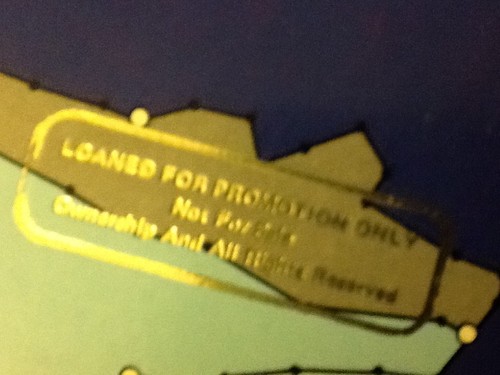 LOANED FOR PROMOTION ONLY
Not For Sale
Ownership And All Rights Reserved